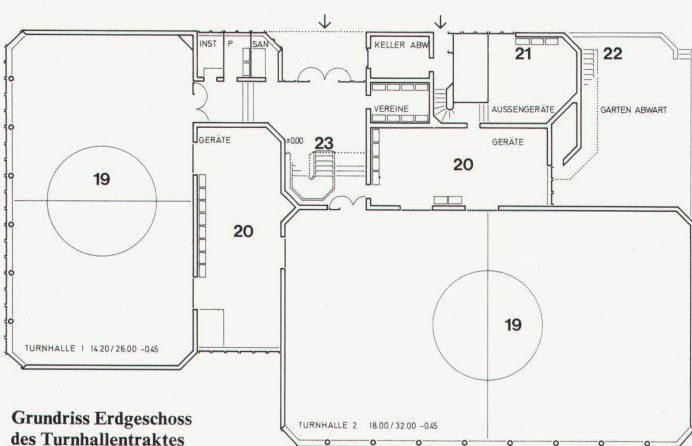 INST P SAN
KELLER ABW
21
22
VEREINE
AUSSENGERÄTE
GARTEN ABWART
GERÄTE
±0.00
23
GERÄTE
20
19
20
19
TURNHALLE 1 14.20/26.00 -0.45
TURNHALLE 2 18.00/32.00 -0.45
Grundriss Erdgeschoss
des Turnhallentraktes